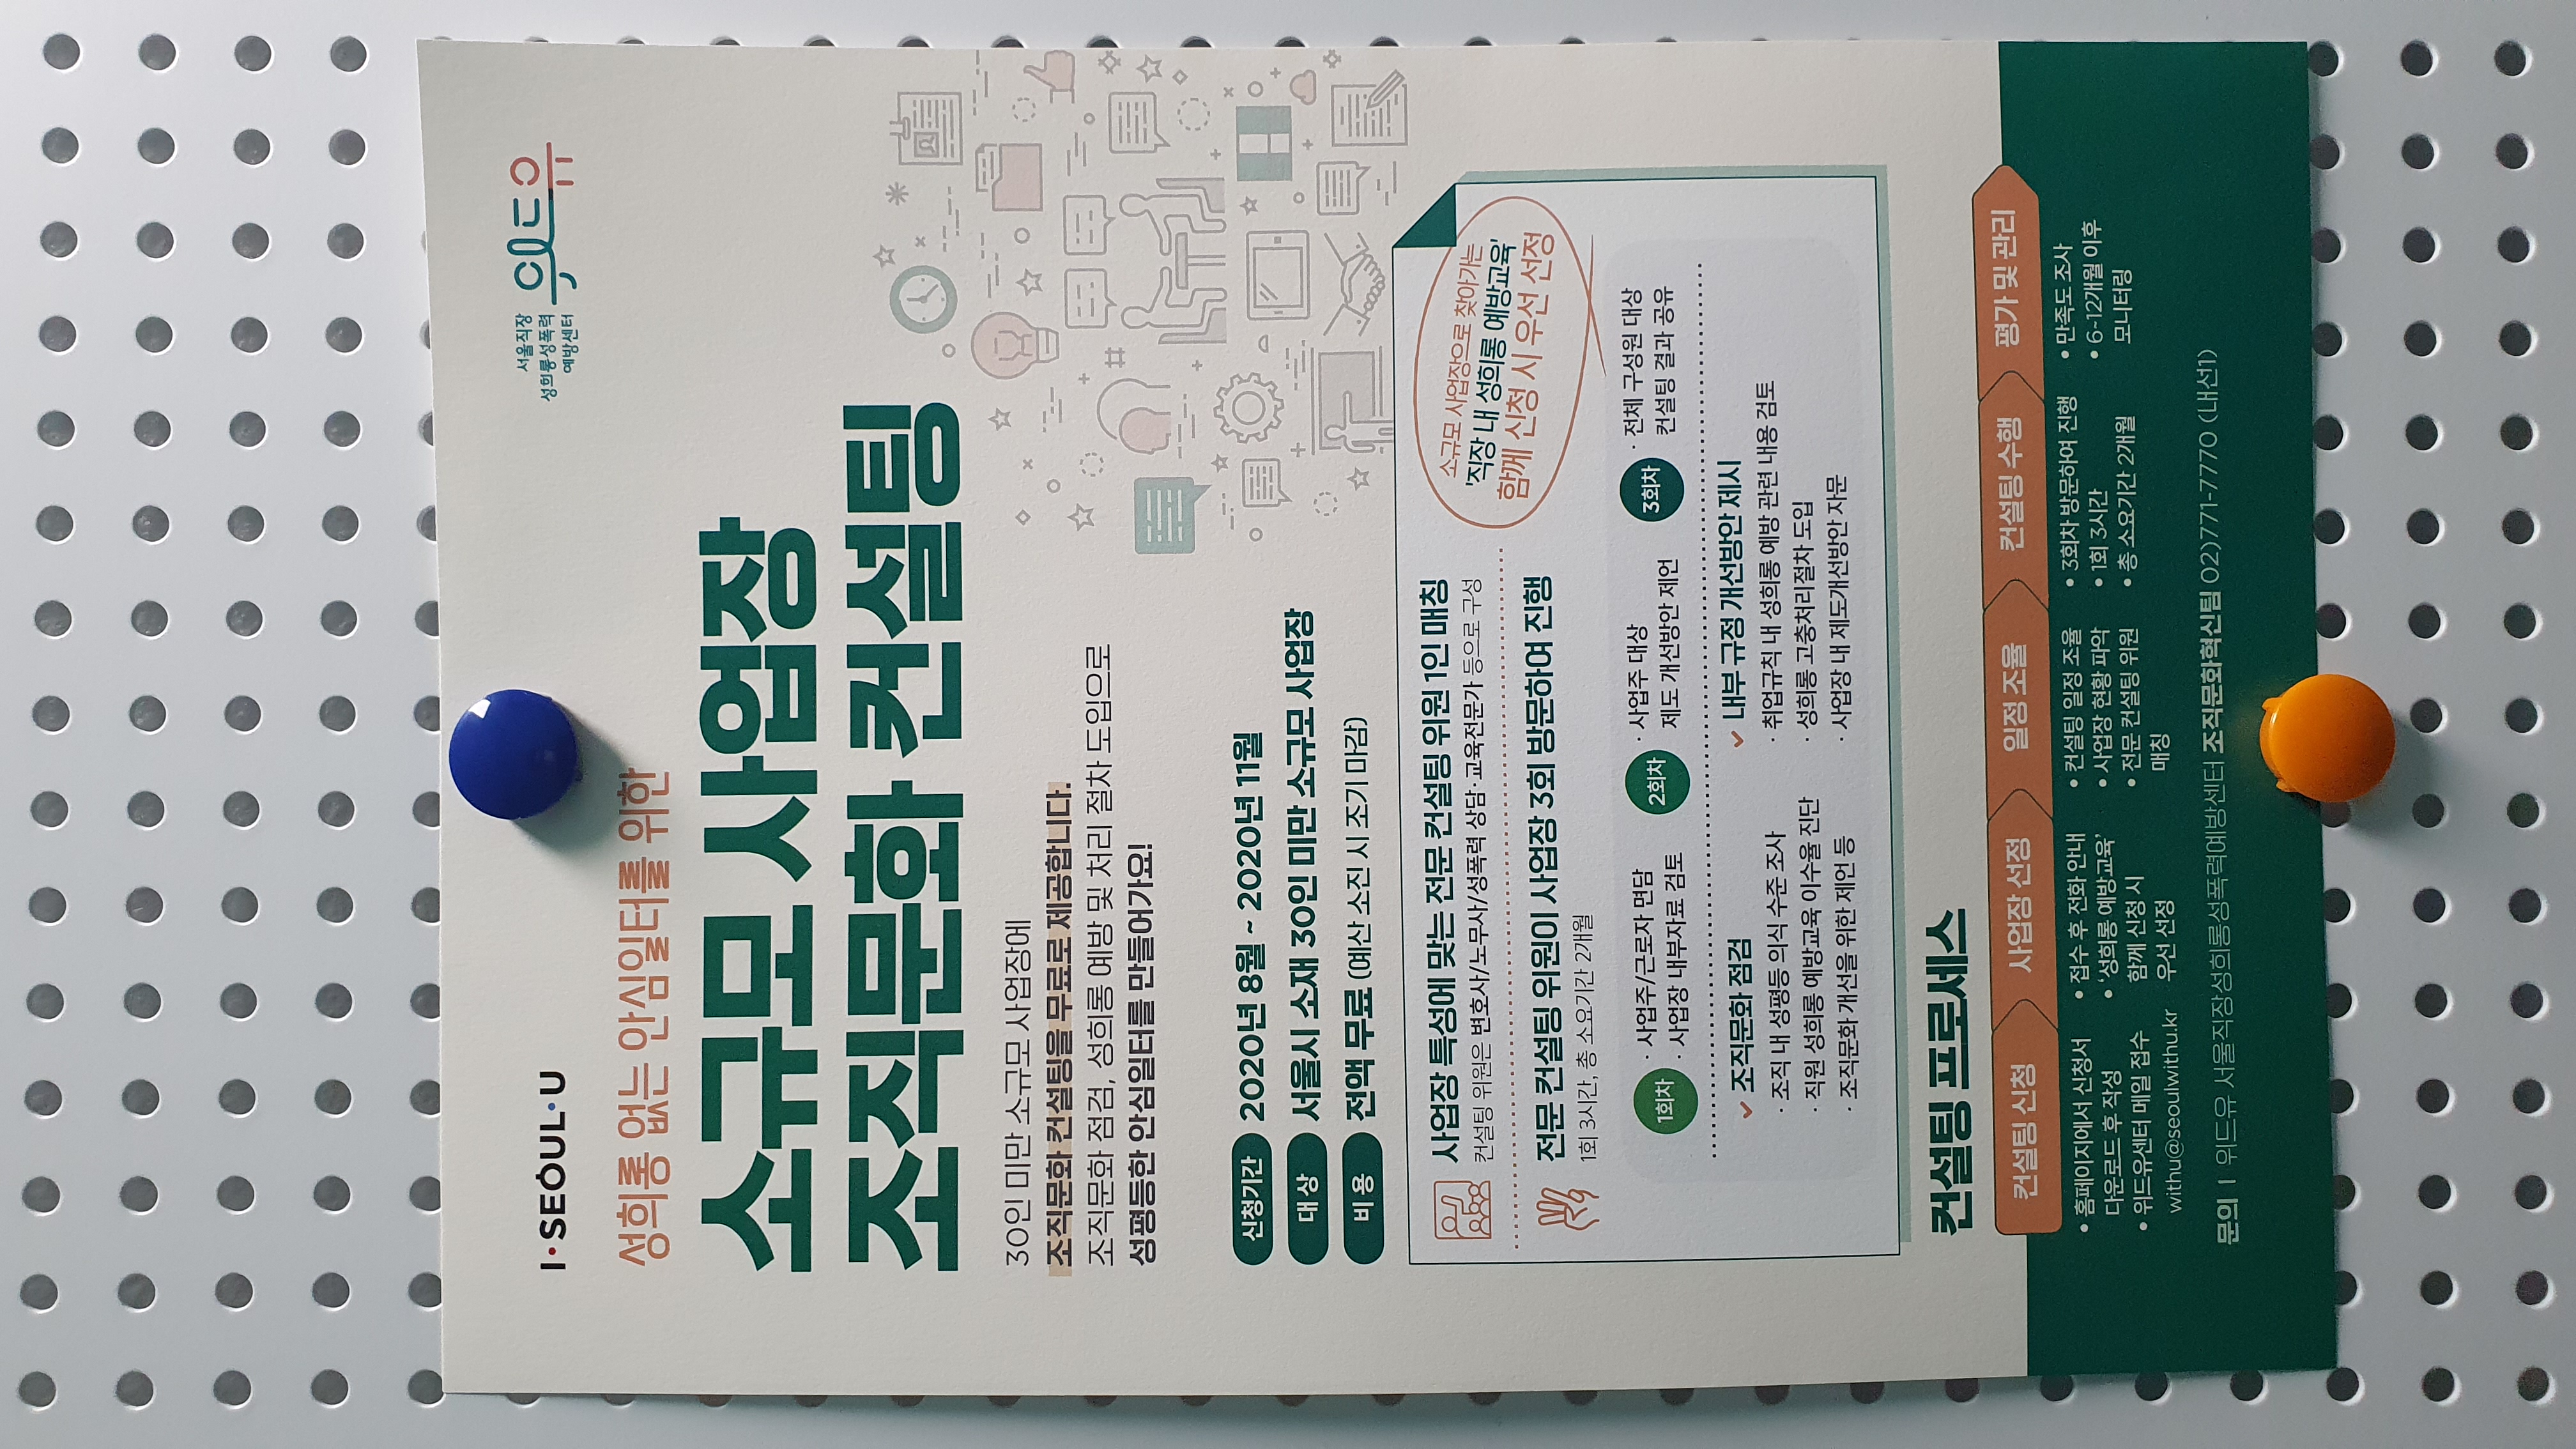 I·SEOUL·U
서울직장
성희롱성폭력
예방센터
위드유
성희롱 없는 안심일터를 위한
소규모 사업장
조직문화 컨설팅
30인 미만 소규모 사업장에
조직문화 컨설팅을 무료로 제공합니다.
조직문화 점검, 성희롱 예방 및 처리 절차 도입으로
성평등한 안심일터를 만들어가요!
신청기간 2020년 8월 ~ 2020년 11월
대상 서울시 소재 30인 미만 소규모 사업장
비용 전액 무료 (예산 소진 시 조기 마감)
사업장 특성에 맞는 전문 컨설팅 위원 1인 매칭
컨설팅 위원은 변호사/노무사/성폭력 상담·교육전문가 등으로 구성
소규모 사업장으로 찾아가는
'직장 내 성희롱 예방교육'
함께 신청 시 우선 선정
전문 컨설팅 위원이 사업장 3회 방문하여 진행
1회 3시간, 총 소요기간 2개월
1회차
· 사업주/근로자 면담
· 사업장 내부자료 검토
2회차
· 사업주 대상
제도 개선방안 제언
3회차
· 전체 구성원 대상
컨설팅 결과 공유
조직문화 점검
· 조직 내 성평등 의식 수준 조사
· 직원 성희롱 예방교육 이수율 진단
· 조직문화 개선을 위한 제언 등
내부 규정 개선방안 제시
· 취업규칙 내 성희롱 예방 관련 내용 검토
· 성희롱 고충처리절차 도입
· 사업장 내 제도개선방안 자문
컨설팅 프로세스
컨설팅 신청
• 홈페이지에서 신청서
다운로드 후 작성
• 위드유센터 메일 접수
withu@seoulwithu.kr
사업장 선정
• 접수 후 전화 안내
• '성희롱 예방교육'
함께 신청 시
우선 선정
일정 조율
• 컨설팅 일정 조율
• 사업장 현황 파악
• 전문 컨설팅 위원
매칭
컨설팅 수행
• 3회차 방문하여 진행
• 1회 3시간
• 총 소요기간 2개월
평가 및 관리
• 만족도 조사
• 6~12개월 이후
모니터링
문의 | 위드유 서울직장성희롱성폭력예방센터 조직문화혁신팀 02)771-7770 (내선1)